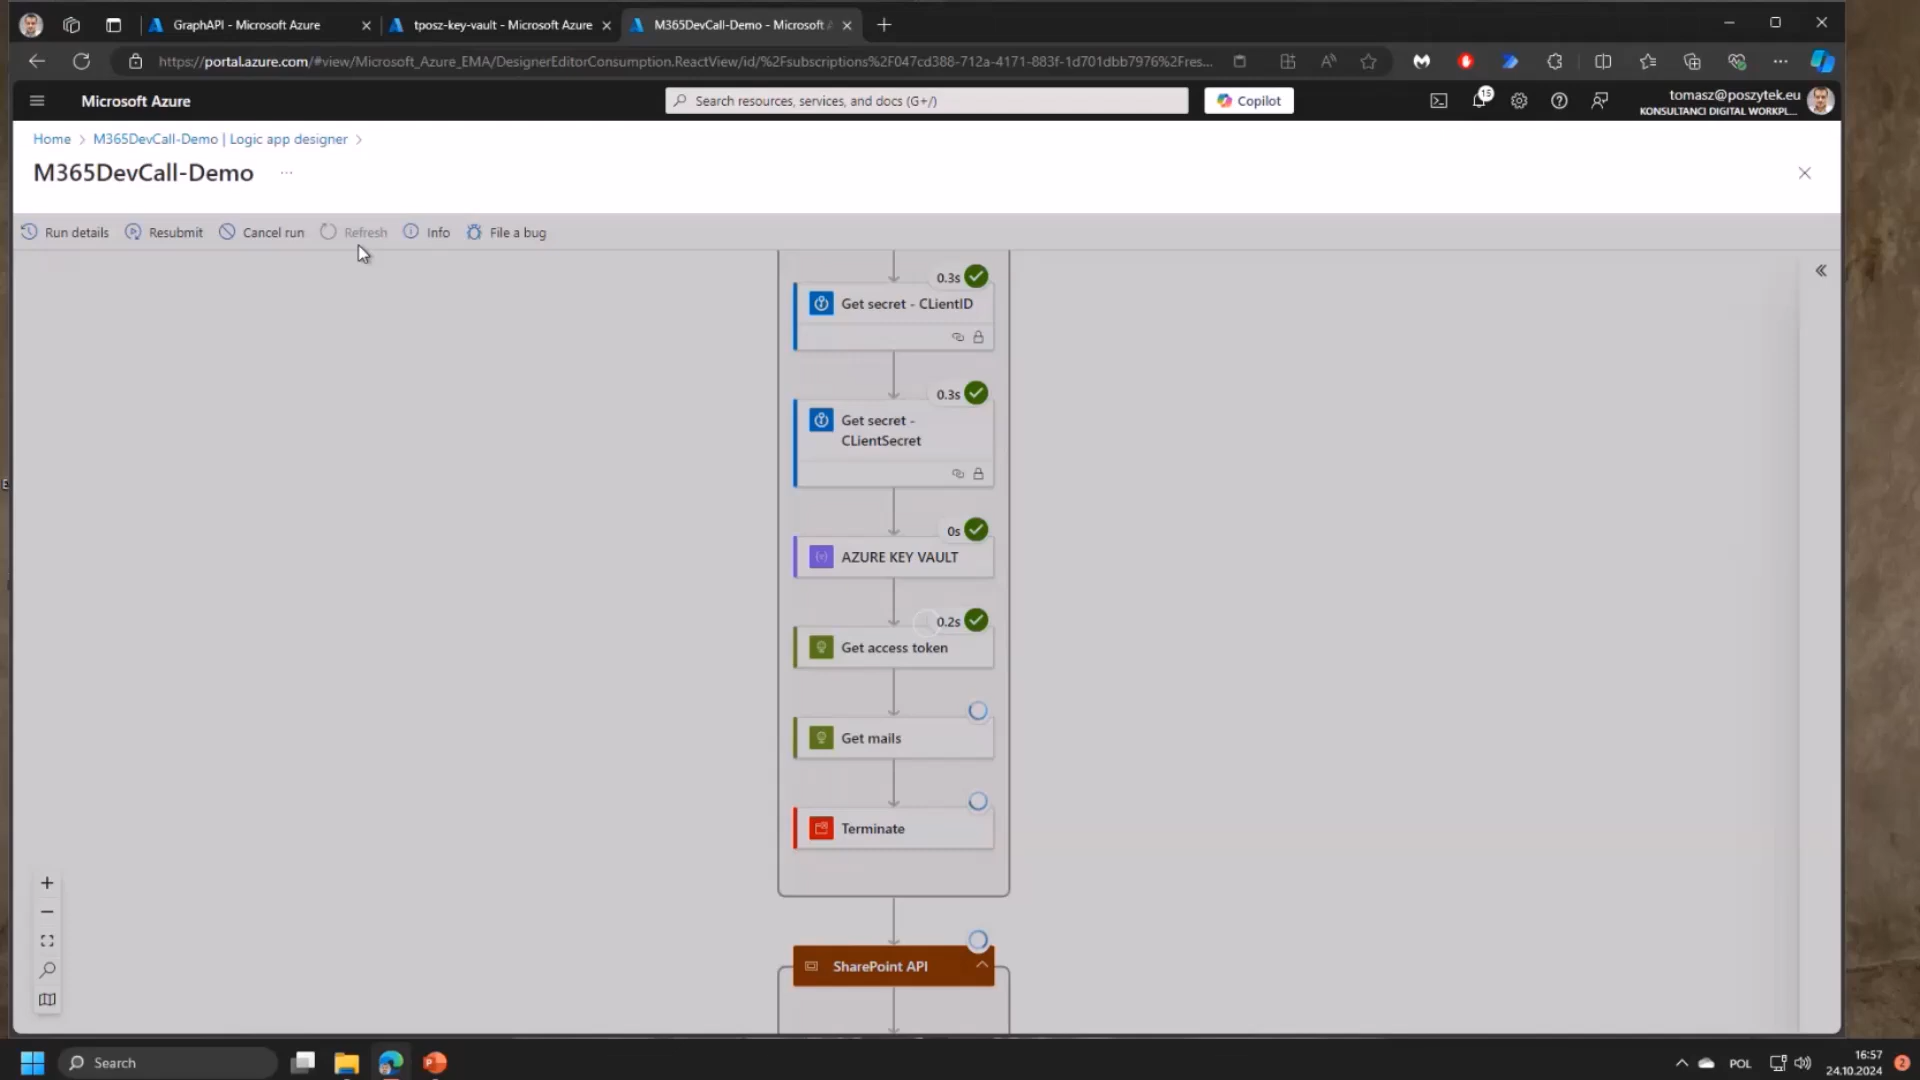 GraphAPI - Microsoft Azure
tposz-key-vault - Microsoft Azure
M365DevCall-Demo - Microsoft A
https://portal.azure.com/#view/Microsoft_Azure_EMA/DesignerEditorConsumption.ReactView/id/%2Fsubscriptions%2F047cd388-712a-4171-883f-1d701dbb7976%2Fres...
Microsoft Azure
Search resources, services, and docs (G+/)
Copilot
15
tomasz@poszytek.eu
KONSULTANCI DIGITAL WORKPL...
Home > M365DevCall-Demo | Logic app designer >
M365DevCall-Demo
...
Run details
Resubmit
Cancel run
Refresh
Info
File a bug
0.3s
Get secret - CLientID
0.3s
Get secret -
CLientSecret
0s
AZURE KEY VAULT
0.2s
Get access token
Get mails
Terminate
SharePoint API
Search
POL
16:57
24.10.2024
2